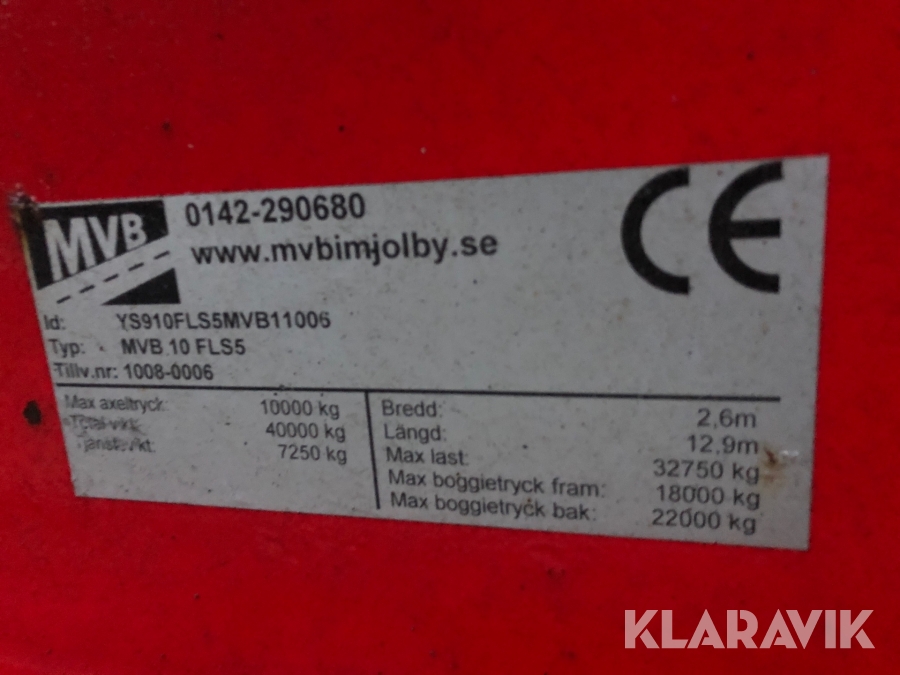 MVB
0142-290680
www.mvbimjolby.se
CE
Id: YS910FLS5MVB11006
Typ: MVB 10 FLS5
Tillv.nr: 1008-0006
Max axeltryck: 10000 kg
Totalvikt: 40000 kg
Tjänstevikt: 7250 kg
Bredd: 2,6m
Längd: 12,9m
Max last: 32750 kg
Max boggietryck fram: 18000 kg
Max boggietryck bak: 22000 kg
KLARAVIK